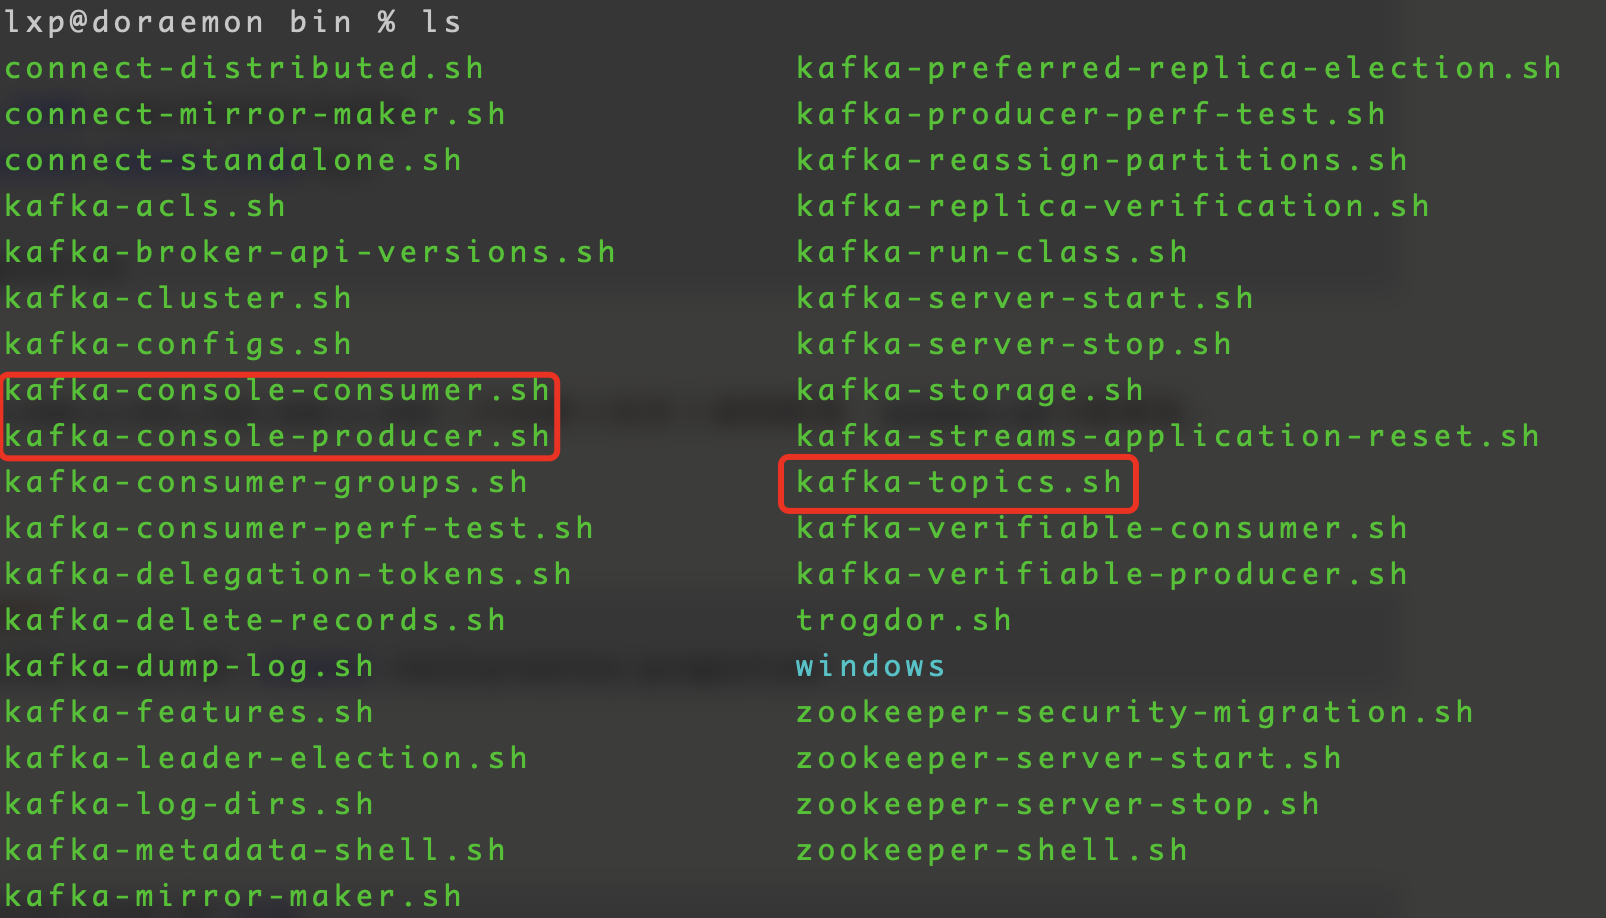 lxp@doraemon bin % ls
connect-distributed.sh kafka-preferred-replica-election.sh
connect-mirror-maker.sh kafka-producer-perf-test.sh
connect-standalone.sh kafka-reassign-partitions.sh
kafka-acls.sh kafka-replica-verification.sh
kafka-broker-api-versions.sh kafka-run-class.sh
kafka-cluster.sh kafka-server-start.sh
kafka-configs.sh kafka-server-stop.sh
kafka-console-consumer.sh kafka-storage.sh
kafka-console-producer.sh kafka-streams-application-reset.sh
kafka-consumer-groups.sh kafka-topics.sh
kafka-consumer-perf-test.sh kafka-verifiable-consumer.sh
kafka-delegation-tokens.sh kafka-verifiable-producer.sh
kafka-delete-records.sh trogdor.sh
kafka-dump-log.sh windows
kafka-features.sh zookeeper-security-migration.sh
kafka-leader-election.sh zookeeper-server-start.sh
kafka-log-dirs.sh zookeeper-server-stop.sh
kafka-metadata-shell.sh zookeeper-shell.sh
kafka-mirror-maker.sh